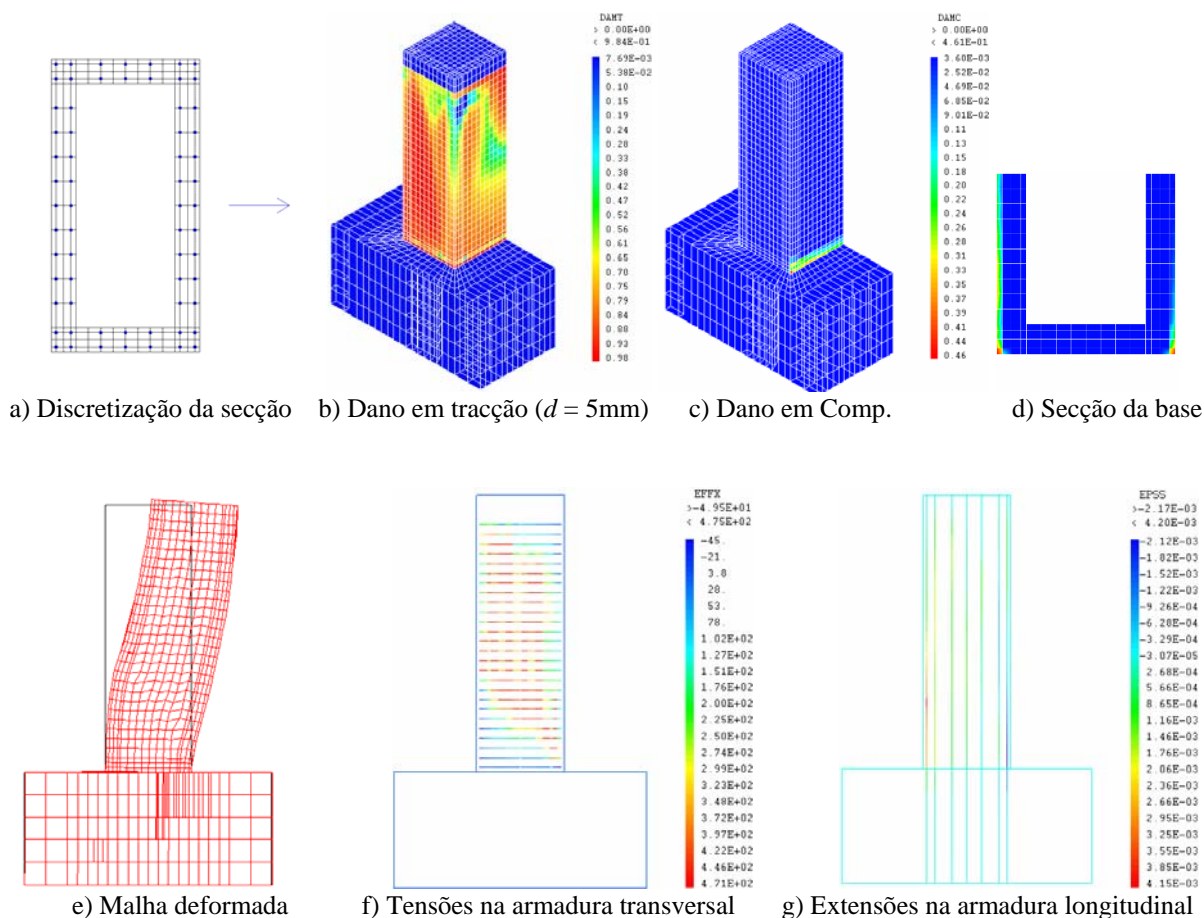 DAMT
> 0.00E+00
< 9.84E-01
7.69E-03
5.38E-02
0.10
0.15
0.19
0.24
0.28
0.33
0.38
0.42
0.47
0.52
0.56
0.61
0.65
0.70
0.75
0.79
0.84
0.88
0.93
0.98
DAMC
> 0.00E+00
< 4.61E-01
3.60E-03
2.52E-02
4.69E-02
6.85E-02
9.01E-02
0.11
0.13
0.15
0.18
0.20
0.22
0.24
0.26
0.28
0.31
0.33
0.35
0.37
0.39
0.41
0.44
0.46
a) Discretização da secção
b) Dano em tracção (d = 5mm)
c) Dano em Comp.
d) Secção da base
EFFX
>-4.95E+01
< 4.75E+02
-45.
-21.
3.8
28.
53.
78.
1.02E+02
1.27E+02
1.51E+02
1.76E+02
2.00E+02
2.25E+02
2.50E+02
2.74E+02
2.99E+02
3.23E+02
3.48E+02
3.72E+02
3.97E+02
4.22E+02
4.46E+02
4.71E+02
EPSS
>-2.17E-03
< 4.20E-03
-2.12E-03
-1.82E-03
-1.52E-03
-1.22E-03
-9.26E-04
-6.28E-04
-3.29E-04
-3.07E-05
2.68E-04
5.66E-04
8.65E-04
1.16E-03
1.46E-03
1.76E-03
2.06E-03
2.36E-03
2.66E-03
2.95E-03
3.25E-03
3.55E-03
3.85E-03
4.15E-03
e) Malha deformada
f) Tensões na armadura transversal
g) Extensões na armadura longitudinal